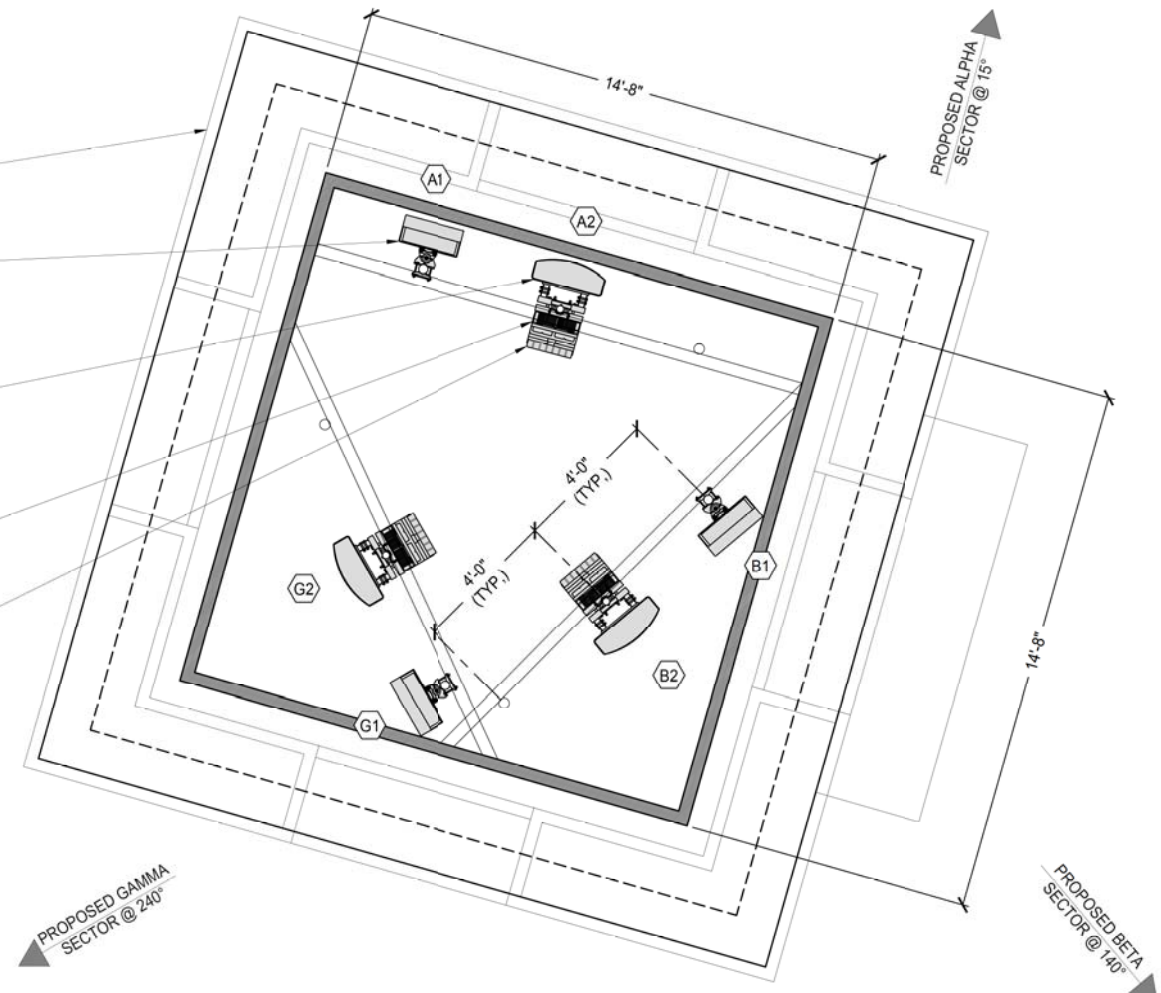 14'-8"
PROPOSED ALPHA
SECTOR @ 15°
A1
A2
4'-0"
(TYP.)
4'-0"
(TYP.)
B1
G2
B2
14'-8"
G1
PROPOSED GAMMA
SECTOR @ 240°
PROPOSED BETA
SECTOR @ 140°